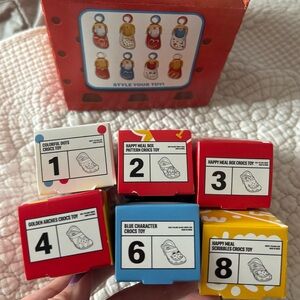 STYLE YOUR TOY!
COLORFUL DOTS
CROCS TOY
1
HAPPY MEAL BOX
PATTERN CROCS TOY
2
HAPPY MEAL BOX CROCS TOY
3
GOLDEN ARCHES CROCS TOY
4
BLUE CHARACTER
CROCS TOY
6
HAPPY MEAL
SCRIBBLES CROCS TOY
8